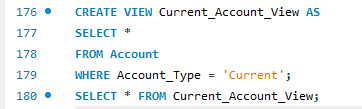 176 CREATE VIEW Current_Account_View AS
177 SELECT *
178 FROM Account
179 WHERE Account_Type = 'Current';
180 SELECT * FROM Current_Account_View;